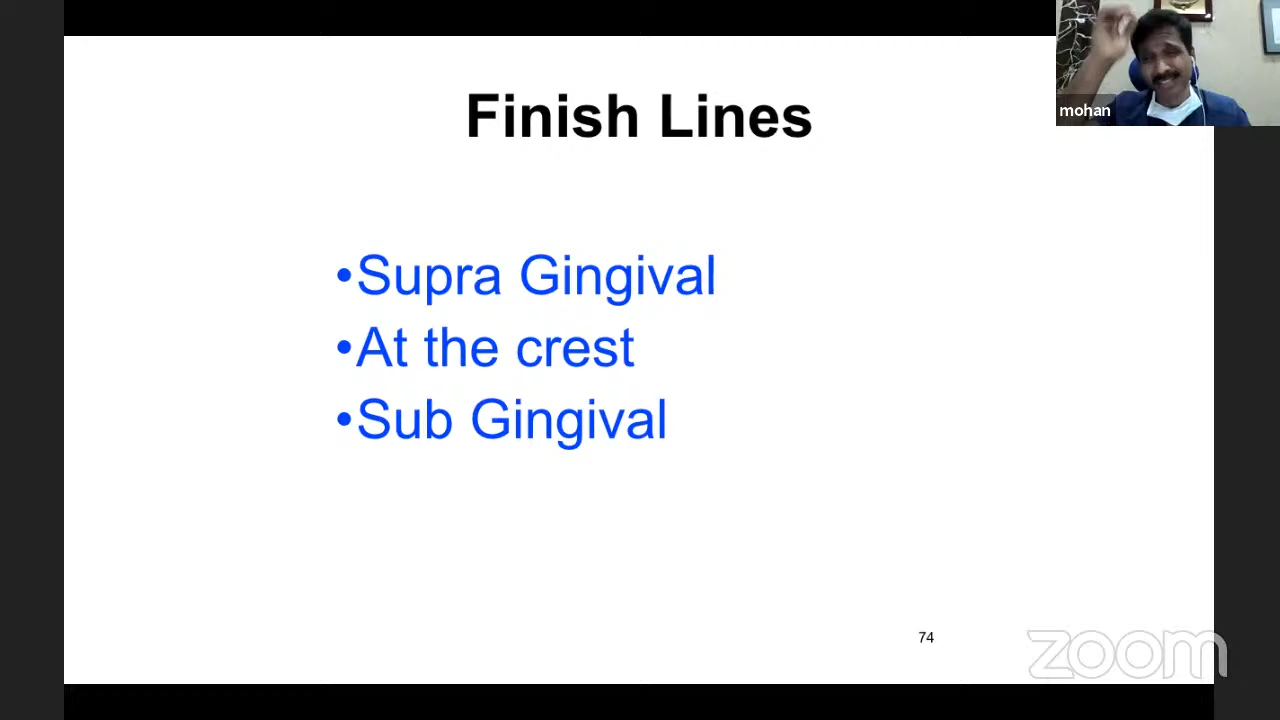 Finish Lines
mohan
•Supra Gingival
•At the crest
•Sub Gingival
74
zoom